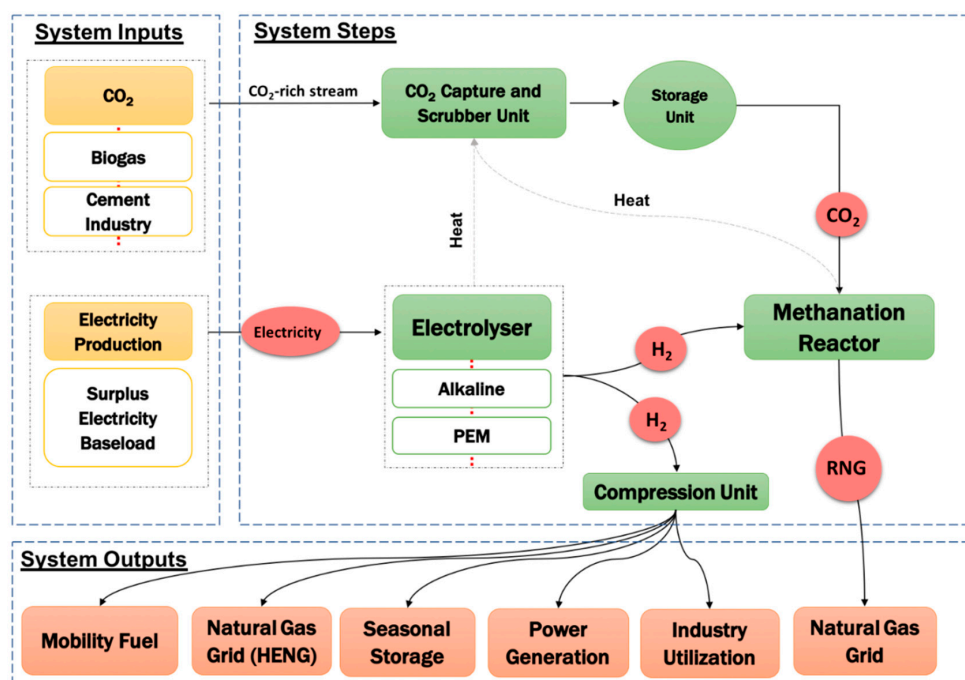 System Inputs
CO₂
Biogas
Cement
Industry
Electricity
Production
Surplus
Electricity
Baseload
System Steps
CO₂-rich stream
CO₂ Capture and
Scrubber Unit
Storage
Unit
Heat
Heat
CO₂
Electricity
Electrolyser
Alkaline
PEM
H₂
H₂
Methanation
Reactor
Compression Unit
RNG
System Outputs
Mobility Fuel
Natural Gas
Grid (HENG)
Seasonal
Storage
Power
Generation
Industry
Utilization
Natural Gas
Grid